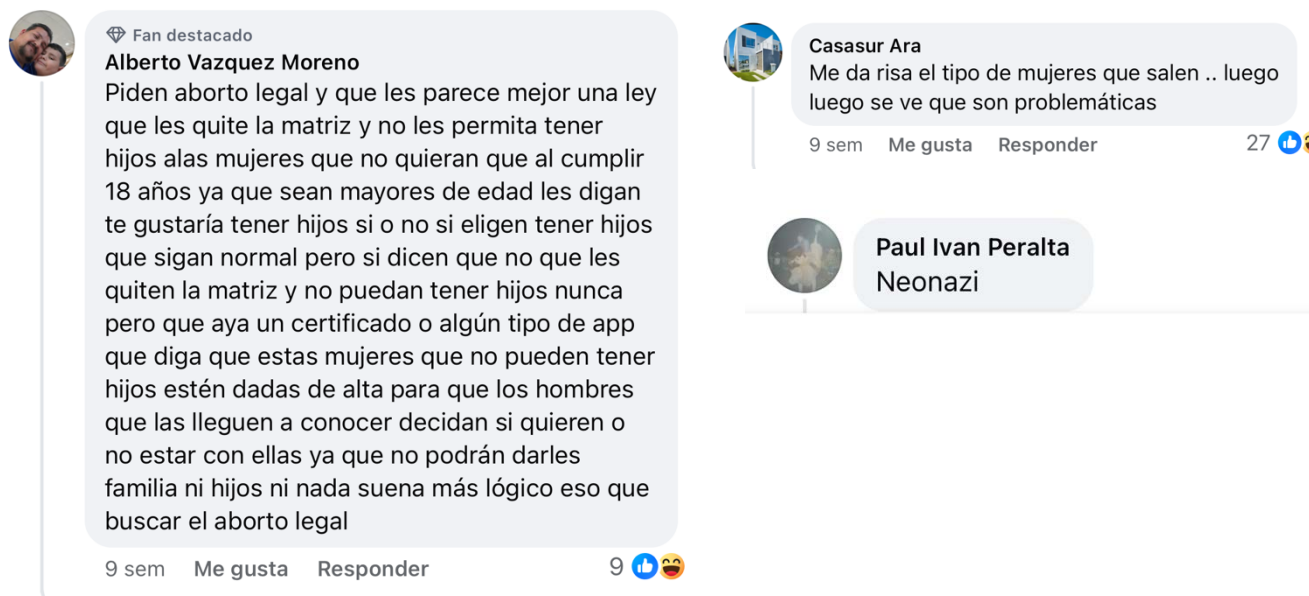 Fan destacado
Alberto Vazquez Moreno
Piden aborto legal y que les parece mejor una ley
que les quite la matriz y no les permita tener
hijos alas mujeres que no quieran que al cumplir
18 años ya que sean mayores de edad les digan
te gustaría tener hijos si o no si eligen tener hijos
que sigan normal pero si dicen que no que les
quiten la matriz y no puedan tener hijos nunca
pero que aya un certificado o algún tipo de app
que diga que estas mujeres que no pueden tener
hijos estén dadas de alta para que los hombres
que las lleguen a conocer decidan si quieren o
no estar con ellas ya que no podrán darles
familia ni hijos ni nada suena más lógico eso que
buscar el aborto legal
9 sem Me gusta Responder 9
Casasur Ara
Me da risa el tipo de mujeres que salen .. luego
luego se ve que son problemáticas
9 sem Me gusta Responder 27
Paul Ivan Peralta
Neonazi